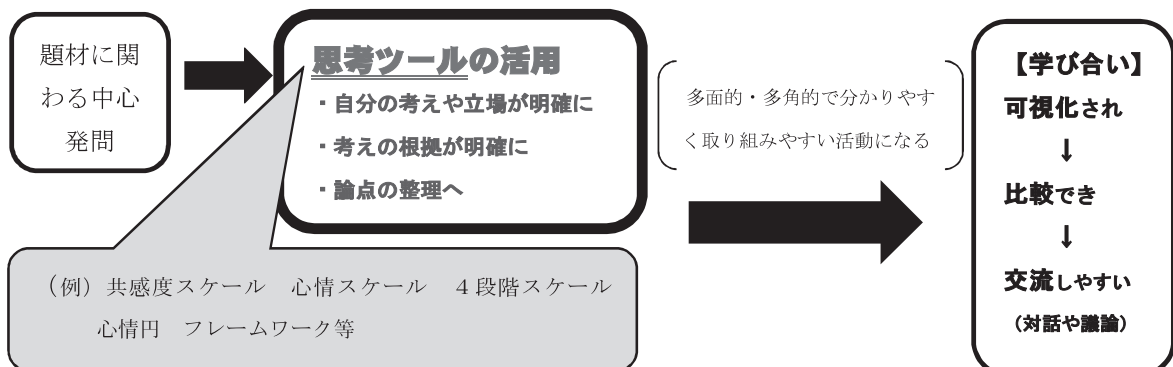 題材に関
わる中心
発問
思考ツールの活用
・自分の考えや立場が明確に
・考えの根拠が明確に
・論点の整理へ
多面的・多角的で分かりやす
く取り組みやすい活動になる
【学び合い】
可視化され
↓
比較でき
↓
交流しやすい
（対話や議論）
（例）共感度スケール　心情スケール　４段階スケール
心情円　フレームワーク等